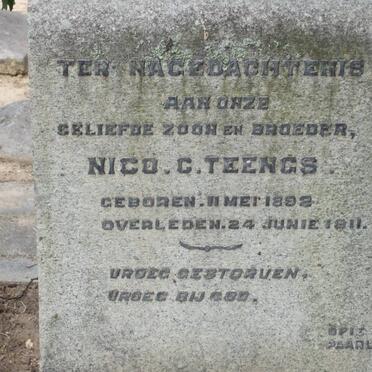 TER NAGEDACHTENIS
AAN ONZE
GELIEFDE ZOON EN BROEDER,
NICO. C. TEENGS.
GEBOREN. 11 MEI 1892
OVERLEDEN. 24 JUNIE 1911.
VROEG GESTORVEN.
VROEG BIJ GOD.
PAARL